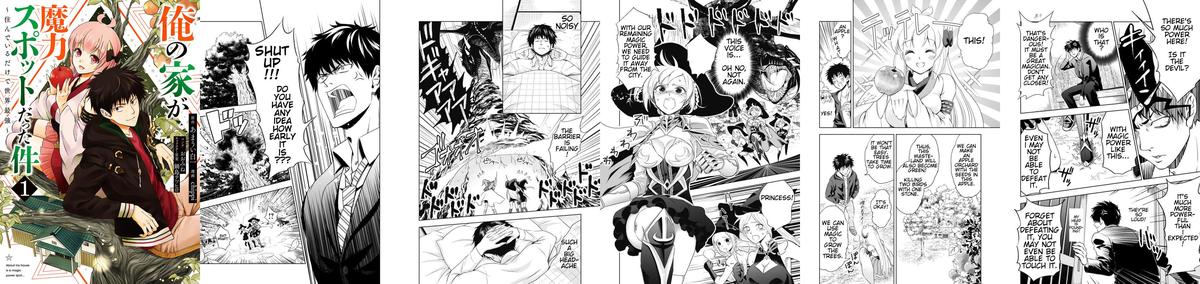 俺の家が
魔力
スポットだった件
~住んでいるだけで世界最強~
1
About my house
is a magic
power spot...
SHUT
UP
!!!
DO YOU
HAVE
ANY
IDEA
HOW
EARLY
IT
IS
???
SO
NOISY
THE
BARRIER
IS
FAILING
SUCH
A BIG
HEAD-
ACHE
WITH OUR
REMAINING
MAGIC
POWER,
WE NEED
TO GUIDE
IT AWAY
FROM THE
CITY.
THIS
VOICE
IS...
OH NO,
NOT
AGAIN.
PRINCESS!
AN
APPLE
?
YES!
THIS!
IT WON'T
BE THAT
TREES
TAKE TIME
TO GROW.
IT'S
OKAY!
WE CAN
USE
MAGIC
TO
GROW
THE
TREES.
THUS, THIS
WASTE-
LAND WILL
ALSO BECOME
GREEN!
KILLING
TWO BIRDS
WITH ONE
STONE.
WE CAN
MAKE
AN
APPLE
ORCHARD
WITH THE
SEEDS IN
THIS
APPLE.
THERE'S
SO MUCH
POWER
HERE!
IS IT
THE
DEVIL?
WHO
IS
THAT
?
THAT'S
DANGER-
OUS!
IT MUST
BE A
GREAT
MAGICIAN.
DON'T GET
ANY
CLOSER!
WITH
MAGIC
POWER
LIKE
THIS...
EVEN
I MAY
NOT BE
ABLE TO
DEFEAT
IT.
IT'S
MUCH
MORE
POWER-
FUL THAN
I
EXPECTED
THEY'RE
SO
LOUD!
FORGET
ABOUT
DEFEATING
IT, YOU
MAY NOT
EVEN BE
ABLE TO
TOUCH IT.